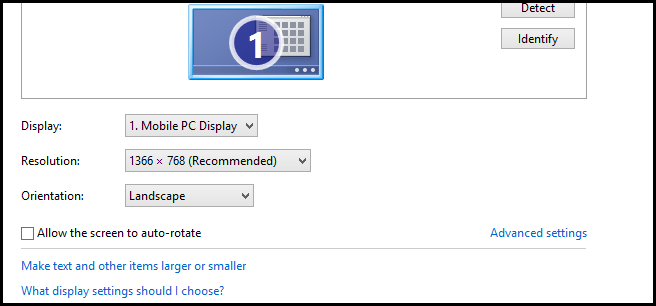 Detect
1
Identify
Display: 1. Mobile PC Display
Resolution: 1366 × 768 (Recommended)
Orientation: Landscape
Allow the screen to auto-rotate Advanced settings
Make text and other items larger or smaller
What display settings should I choose?